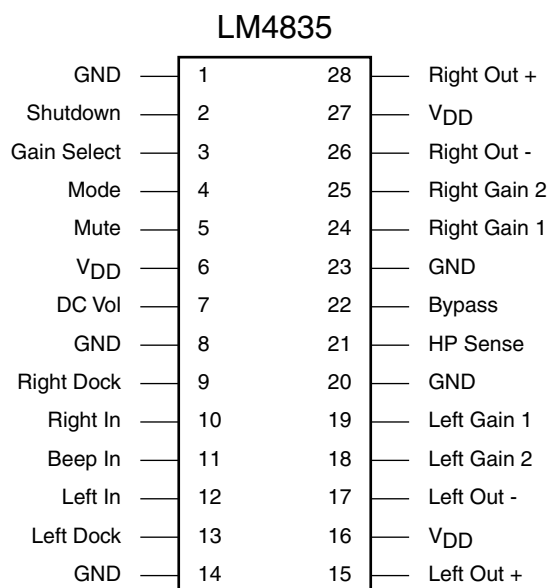 LM4835
GND 1 28 Right Out +
Shutdown 2 27 VDD
Gain Select 3 26 Right Out -
Mode 4 25 Right Gain 2
Mute 5 24 Right Gain 1
VDD 6 23 GND
DC Vol 7 22 Bypass
GND 8 21 HP Sense
Right Dock 9 20 GND
Right In 10 19 Left Gain 1
Beep In 11 18 Left Gain 2
Left In 12 17 Left Out -
Left Dock 13 16 VDD
GND 14 15 Left Out +